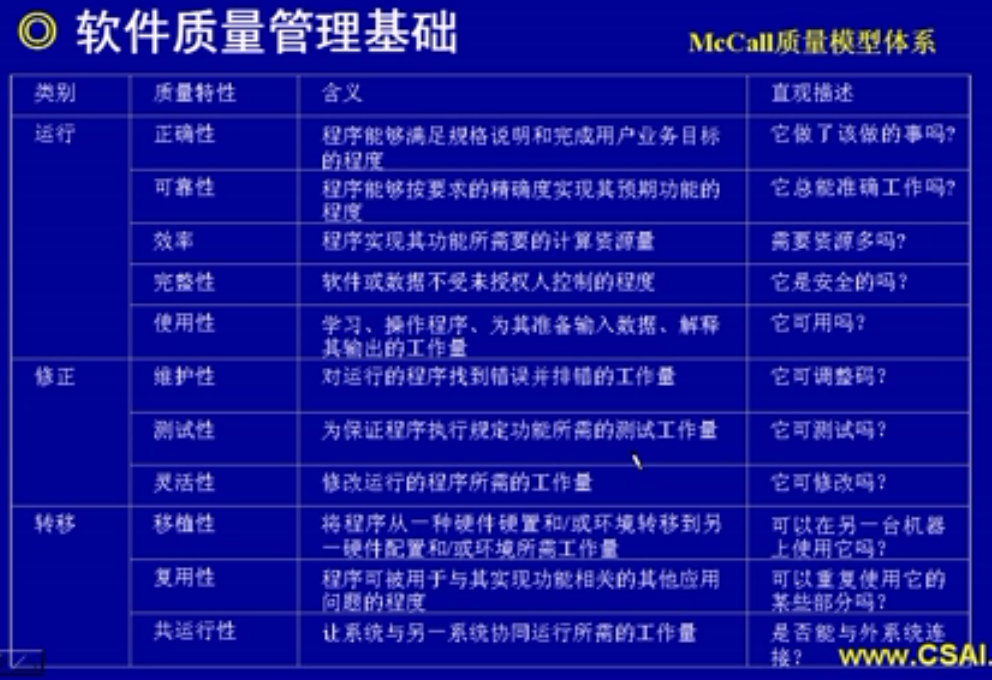 ◎ 软件质量管理基础
McCall质量模型体系
类别 质量特性 含义 直观描述
运行 正确性 程序能够满足规格说明和完成用户业务目标 它做了该做的事吗?
的程度
可靠性 程序能够按要求的精确度实现其预期功能的 它总能准确工作吗?
程度
效率 程序实现其功能所需要的计算资源量 需要资源多吗?
完整性 软件或数据不受未授权人控制的程度 它是安全的吗?
使用性 学习、操作程序、为其准备输入数据、解释 它可用吗?
其输出的工作量
修正 维护性 对运行的程序找到错误并排错的工作量 它可调整码?
测试性 为保证程序执行规定功能所需的测试工作量 它可测试吗?
灵活性 修改运行的程序所需的工作量 它可修改吗?
转移 移植性 将程序从一种硬件硬置和/或环境转移到另 可以在另一台机器
一硬件配置和/或环境所需工作量 上使用它吗?
复用性 程序可被用于与其实现功能相关的其他应用 可以重复使用它的
问题的程度 某些部分吗?
共运行性 让系统与另一系统协同运行所需的工作量 是否能与外系统连
接?
www.CSAI.